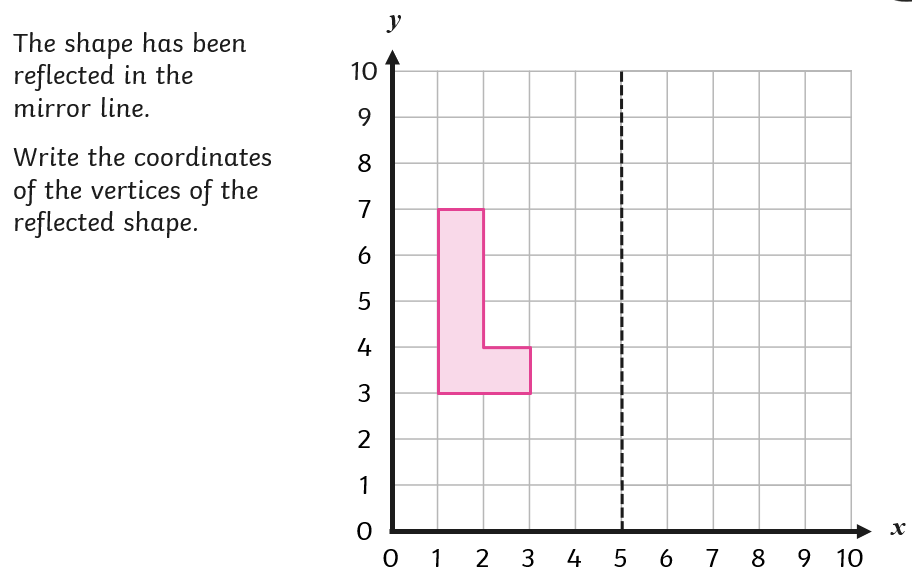 The shape has been
reflected in the
mirror line.
Write the coordinates
of the vertices of the
reflected shape.
y
10
9
8
7
6
5
4
3
2
1
0
0 1 2 3 4 5 6 7 8 9 10
x